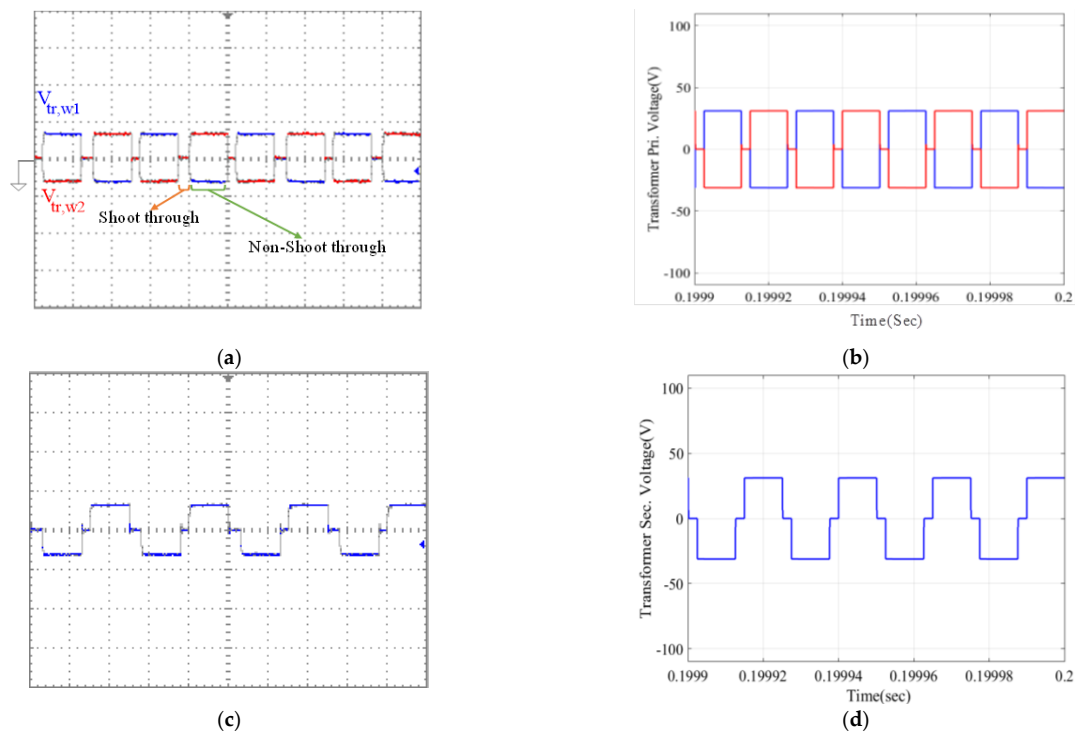 V tr,w1
V tr,w2
Shoot through
Non-Shoot through
(a)
Transformer Pri. Voltage(V)
100
50
0
-50
-100
0.1999
0.19992
0.19994
0.19996
0.19998
0.2
Time(Sec)
(b)
(c)
Transformer Sec. Voltage(V)
100
50
0
-50
-100
0.1999
0.19992
0.19994
0.19996
0.19998
0.2
Time(sec)
(d)